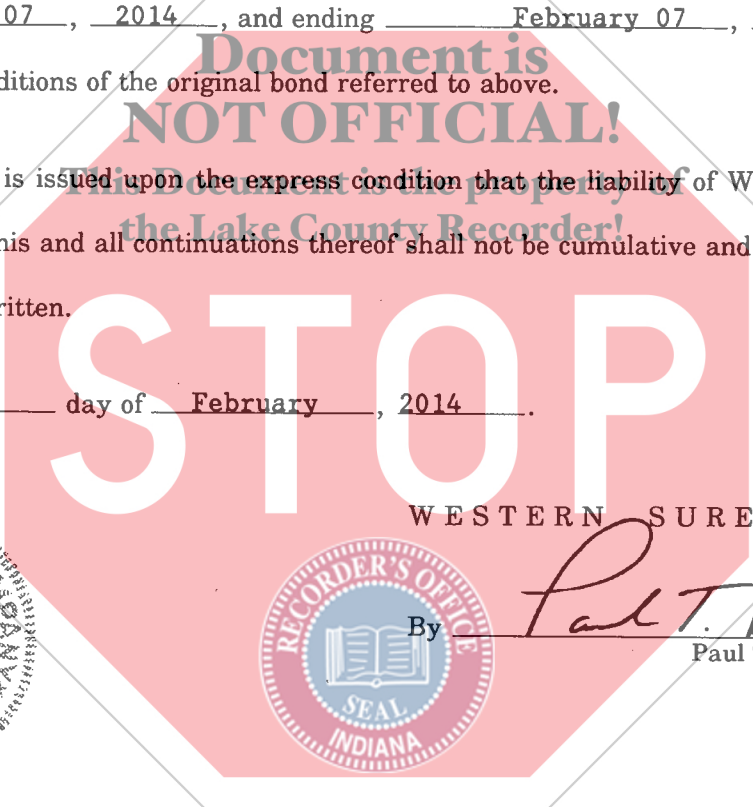 07, 2014, and ending February 07,
Document is
ditions of the original bond referred to above.
NOT OFFICIAL!
is issued upon the express condition that the liability of W
This Document is the property of
the Lake County Recorder!
his and all continuations thereof shall not be cumulative and
ritten.
STOP
day of February, 2014.
WESTERN SURE
RECORDER'S OFFICE
SEAL
INDIANA
By Paul T.
Paul